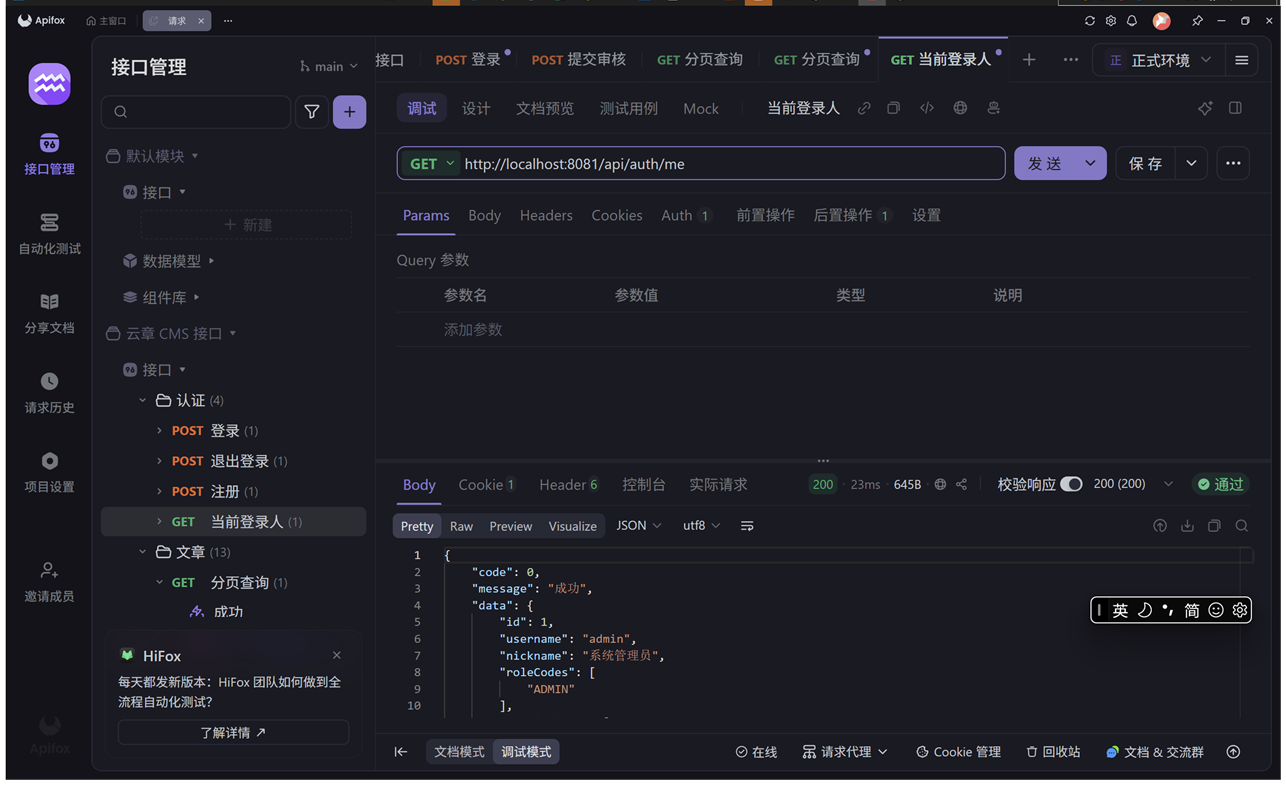 Apifox
主窗口
请求
接口管理
main
默认模块
接口
新建
数据模型
组件库
云章 CMS 接口
接口
认证 (4)
POST 登录 (1)
POST 退出登录 (1)
POST 注册 (1)
GET 当前登录人 (1)
文章 (13)
GET 分页查询 (1)
成功
HiFox
每天都发新版本：HiFox 团队如何做到全
流程自动化测试?
了解详情
接口管理
自动化测试
分享文档
请求历史
项目设置
邀请成员
Apifox
接口
POST 登录
POST 提交审核
GET 分页查询
GET 分页查询
GET 当前登录人
正 正式环境
调试 设计 文档预览 测试用例 Mock 当前登录人
GET http://localhost:8081/api/auth/me 发 送 保 存
Params Body Headers Cookies Auth 1 前置操作 后置操作 1 设置
Query 参数
参数名 参数值 类型 说明
添加参数
Body Cookie 1 Header 6 控制台 实际请求 200 · 23ms · 645B 校验响应 200 (200) 通过
Pretty Raw Preview Visualize JSON utf8
1 {
2 "code": 0,
3 "message": "成功",
4 "data": {
5 "id": 1,
6 "username": "admin",
7 "nickname": "系统管理员",
8 "roleCodes": [
9 "ADMIN"
10 ],
英 简
文档模式 调试模式 在线 请求代理 Cookie 管理 回收站 文档 & 交流群